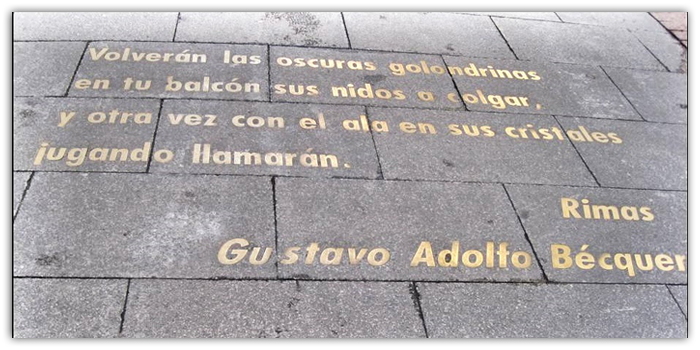 Volverán las oscuras golondrinas
en tu balcón sus nidos a colgar,
y otra vez con el ala en sus cristales
jugando llamarán.
Rimas
Gustavo Adolfo Bécquer